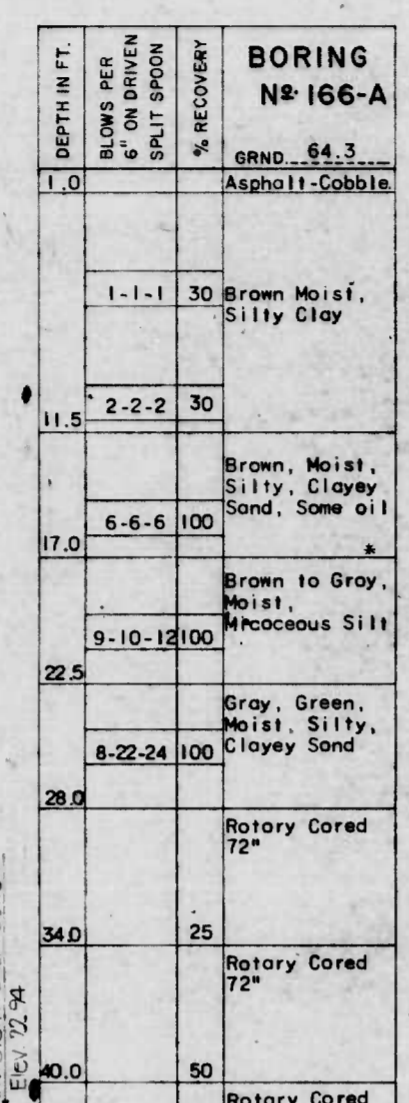 DEPTH IN FT.
BLOWS PER
6" ON DRIVEN
SPLIT SPOON
% RECOVERY
BORING
Nº 166-A
GRND. 64.3
1.0
Asphalt-Cobble.
1-1-1 30 Brown Moist,
Silty Clay
2-2-2 30
11.5
Brown, Moist,
Silty, Clayey
Sand, Some oil
6-6-6 100
*
17.0
Brown to Gray,
Moist,
Micaceous Silt
9-10-12 100
22.5
Gray, Green,
Moist, Silty,
Clayey Sand
8-22-24 100
28.0
Rotary Cored
72"
34.0 25
Rotary Cored
72"
40.0 50
Rotary Cored
Elev. 22.94